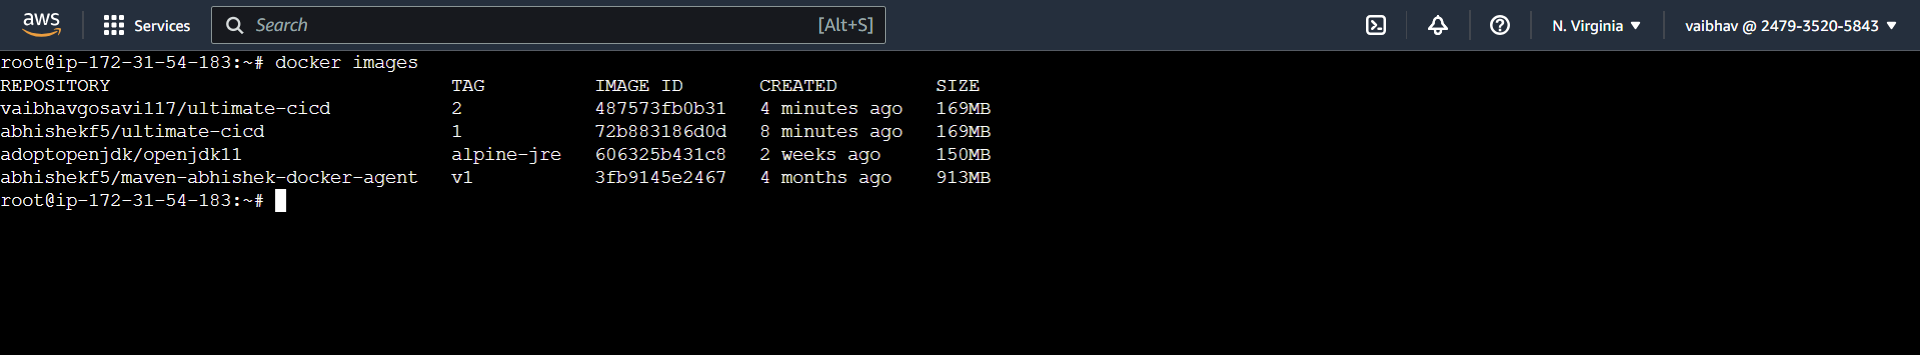 aws Services Search [Alt+S] N. Virginia ▼ vaibhav @ 2479-3520-5843 ▼
root@ip-172-31-54-183:~# docker images
REPOSITORY TAG IMAGE ID CREATED SIZE
vaibhavgosavi117/ultimate-cicd 2 487573fb0b31 4 minutes ago 169MB
abhishekf5/ultimate-cicd 1 72b883186d0d 8 minutes ago 169MB
adoptopenjdk/openjdk11 alpine-jre 606325b431c8 2 weeks ago 150MB
abhishekf5/maven-abhishek-docker-agent v1 3fb9145e2467 4 months ago 913MB
root@ip-172-31-54-183:~#